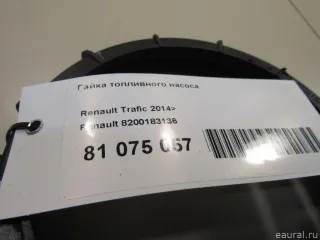 Гайка топливного насоса
Renault Trafic 2014>
Renault 8200183136
81 075 057
eaural.ru